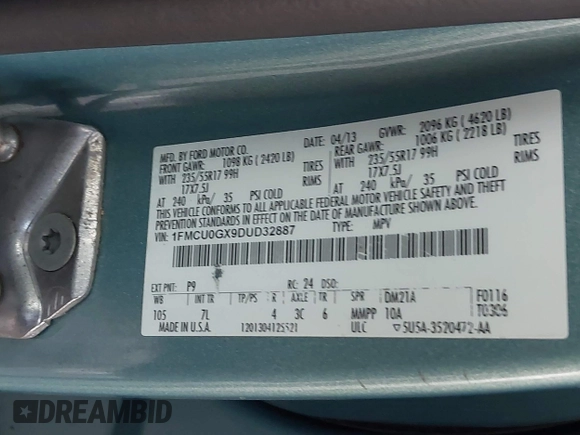 MFD. BY FORD MOTOR CO. DATE: 04/13 GVWR: 2096 KG ( 4620 LB)
FRONT GAWR: 1098 KG ( 2420 LB) REAR GAWR: 1006 KG ( 2218 LB)
WITH 235/55R17 99H TIRES WITH 235/55R17 99H TIRES
17X7.5J RIMS 17X7.5J RIMS
AT 240 kPa/ 35 PSI COLD AT 240 kPa/ 35 PSI COLD
THIS VEHICLE CONFORMS TO ALL APPLICABLE FEDERAL MOTOR VEHICLE SAFETY AND THEFT
PREVENTION STANDARDS IN EFFECT ON THE DATE OF MANUFACTURE SHOWN ABOVE.
VIN: 1FMCU0GX9DUD32887 TYPE: MPV
EXT PNT: P9 RC: 24 DSO: F0116
WB INT TR TP/PS R AXLE TR SPR DM21A T0306
105 7L 4 3C 6 MMPP 10A
MADE IN U.S.A. 1201304125521 ULC 5U5A-3520472-AA
DREAMBID